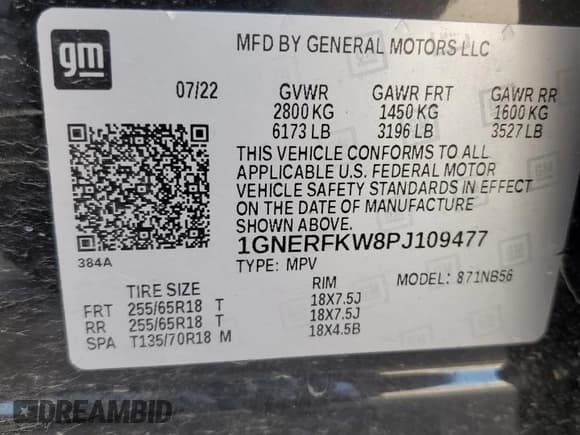 gm
MFD BY GENERAL MOTORS LLC
07/22 GVWR GAWR FRT GAWR RR
2800 KG 1450 KG 1600 KG
6173 LB 3196 LB 3527 LB
THIS VEHICLE CONFORMS TO ALL
APPLICABLE U.S. FEDERAL MOTOR
VEHICLE SAFETY STANDARDS IN EFFECT
ON THE DATE OF MANUFACTURE
SHOWN ABOVE.
384A 1GNERFKW8PJ109477
TYPE: MPV MODEL: 871NB56
TIRE SIZE RIM
FRT 255/65R18 T 18X7.5J
RR 255/65R18 T 18X7.5J
SPA T135/70R18 M 18X4.5B
DREAMBID